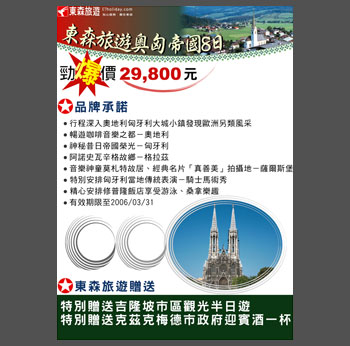 東森旅遊 ET holiday.com
東森旅遊奧匈帝國8日
勁爆價 29,800元
品牌承諾
• 行程深入奧地利匈牙利大城小鎮發現歐洲另類風采
• 暢遊咖啡音樂之都－奧地利
• 神秘昔日帝國榮光－匈牙利
• 阿諾史瓦辛格故鄉－格拉茲
• 音樂神童莫札特故居、經典名片「真善美」拍攝地－薩爾斯堡
• 特別安排匈牙利當地傳統表演－騎士馬術秀
• 精心安排修普隆飯店享受游泳、桑拿樂趣
• 有效期限至2006/03/31
東森旅遊贈送
特別贈送吉隆坡市區觀光半日遊
特別贈送克茲克梅德市政府迎賓酒一杯